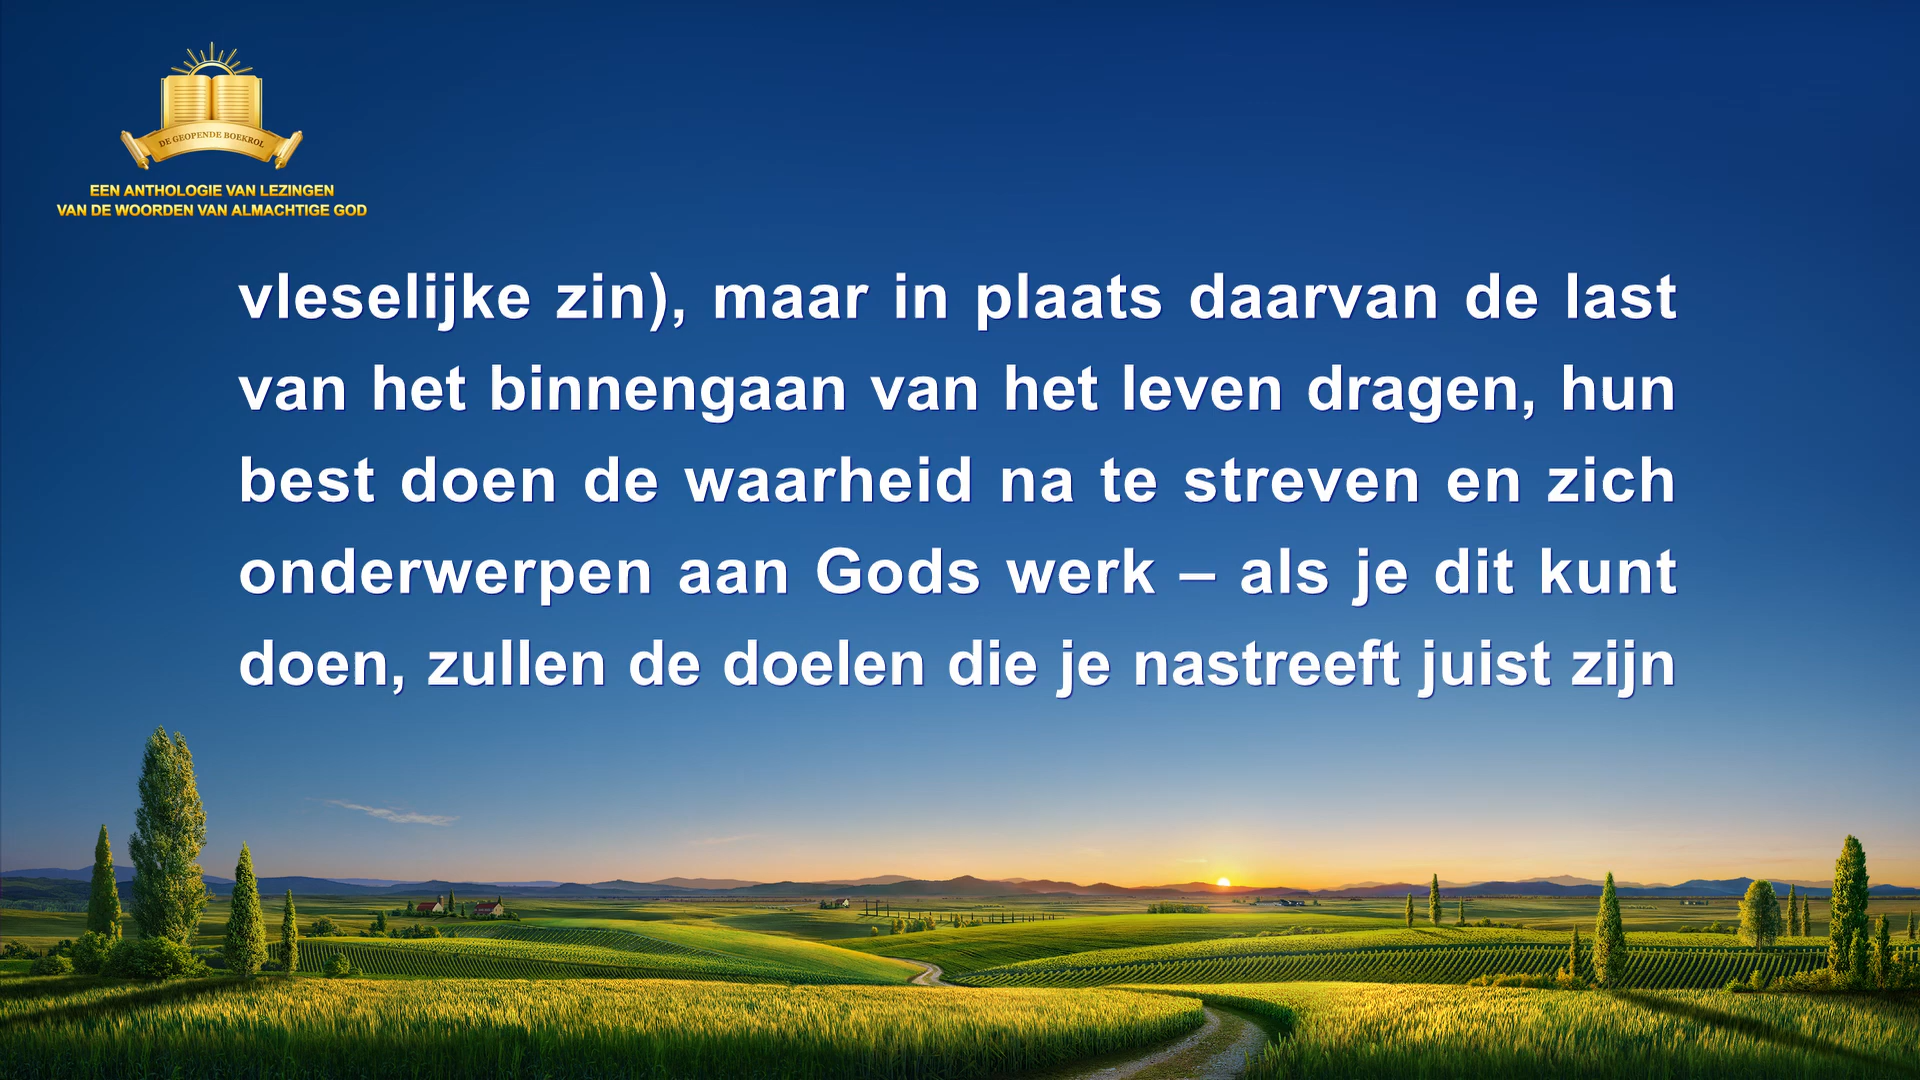 DE GEOPENDE BOEKROL
EEN ANTHOLOGIE VAN LEZINGEN
VAN DE WOORDEN VAN ALMACHTIGE GOD
vleselijke zin), maar in plaats daarvan de last
van het binnengaan van het leven dragen, hun
best doen de waarheid na te streven en zich
onderwerpen aan Gods werk – als je dit kunt
doen, zullen de doelen die je nastreeft juist zijn